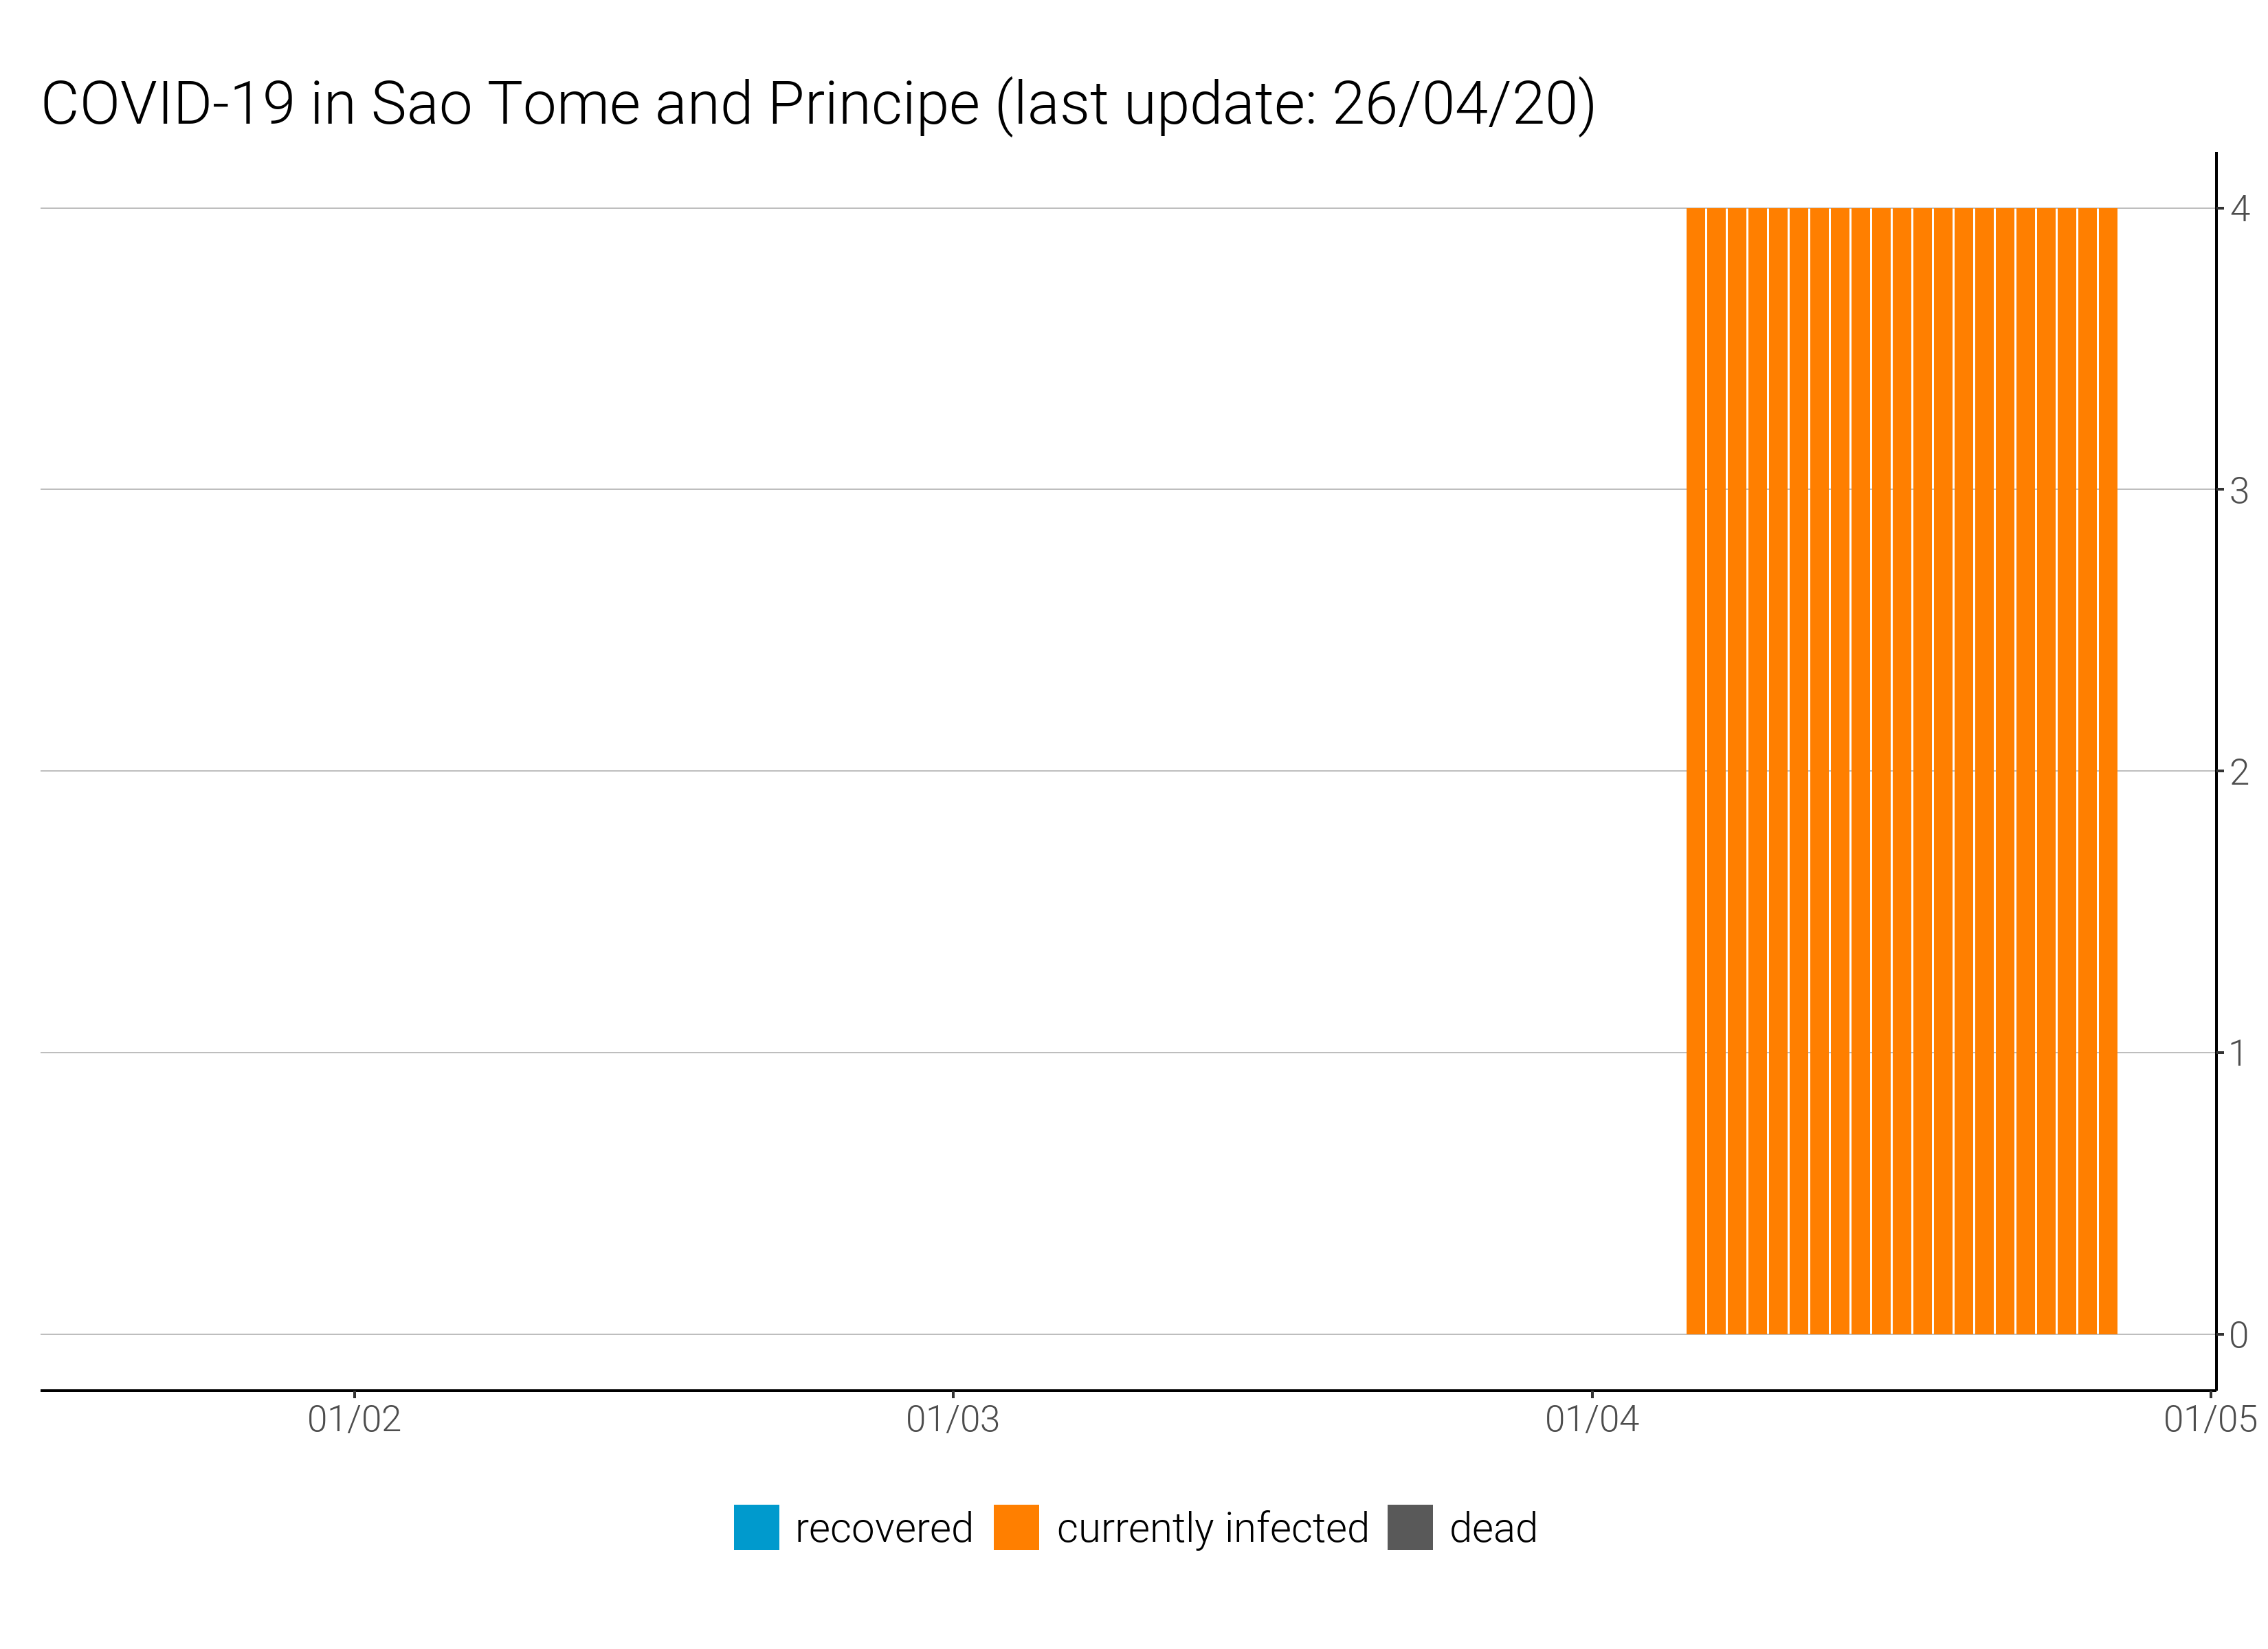 COVID-19 in Sao Tome and Principe (last update: 26/04/20)
4
3
2
1
0
01/02 01/03 01/04 01/05
recovered currently infected dead